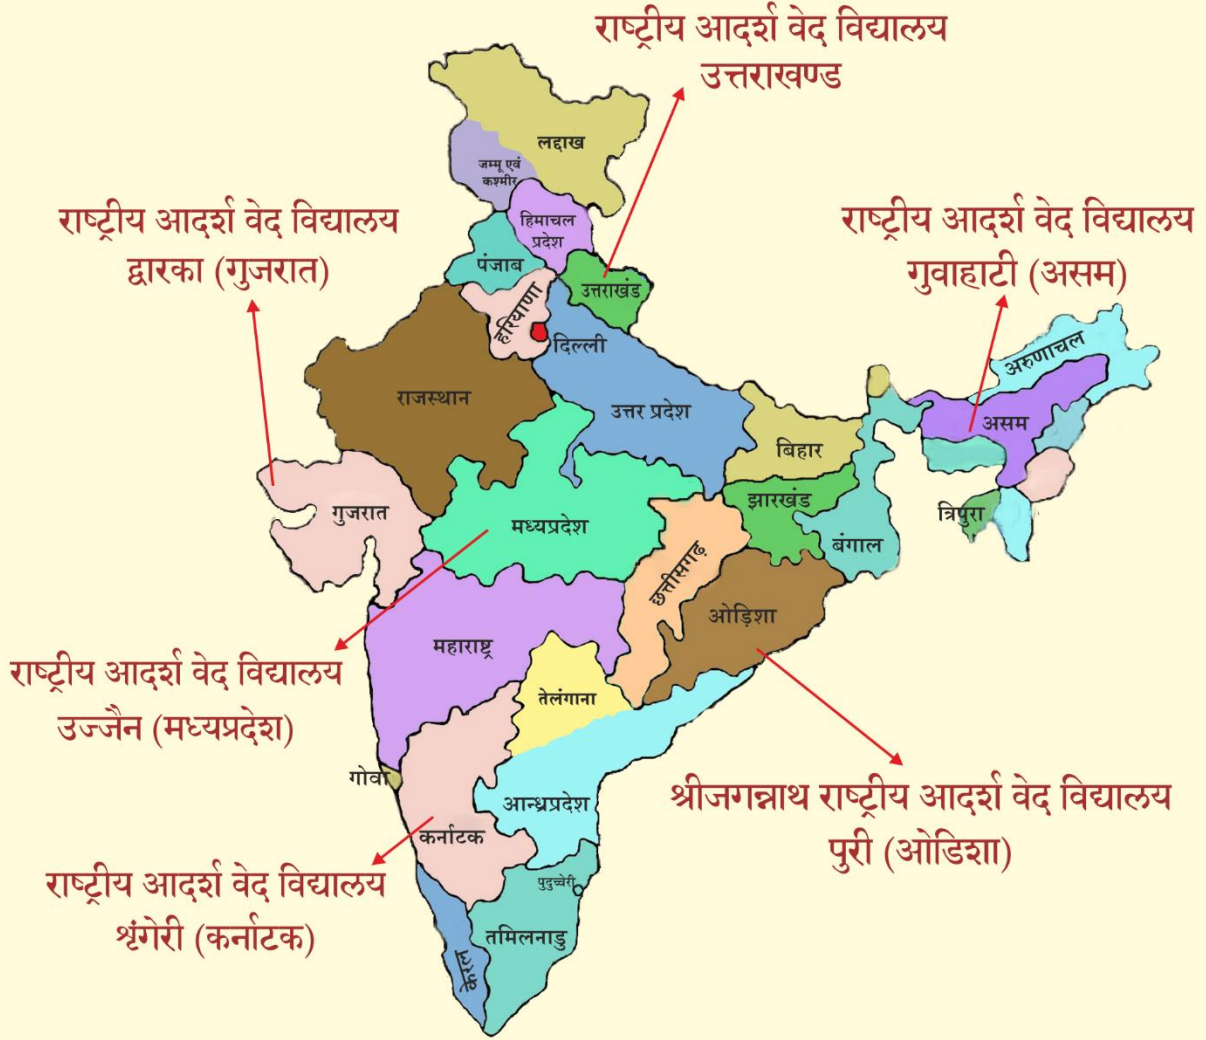 राष्ट्रीय आदर्श वेद विद्यालय
उत्तराखण्ड
लद्दाख
जम्मू एवं
कश्मीर
राष्ट्रीय आदर्श वेद विद्यालय
द्वारका (गुजरात)
हिमाचल
प्रदेश
राष्ट्रीय आदर्श वेद विद्यालय
गुवाहाटी (असम)
पंजाब
उत्तराखंड
हरियाणा
दिल्ली
अरुणाचल
राजस्थान
उत्तर प्रदेश
असम
बिहार
झारखंड
गुजरात
मध्यप्रदेश
त्रिपुरा
बंगाल
छत्तीसगढ़
ओड़िशा
महाराष्ट्र
राष्ट्रीय आदर्श वेद विद्यालय
उज्जैन (मध्यप्रदेश)
तेलंगाना
गोवा
आन्ध्रप्रदेश
श्रीजगन्नाथ राष्ट्रीय आदर्श वेद विद्यालय
पुरी (ओडिशा)
कर्नाटक
राष्ट्रीय आदर्श वेद विद्यालय
शृंगेरी (कर्नाटक)
पुदुच्चेरी
तमिलनाडु
केरल